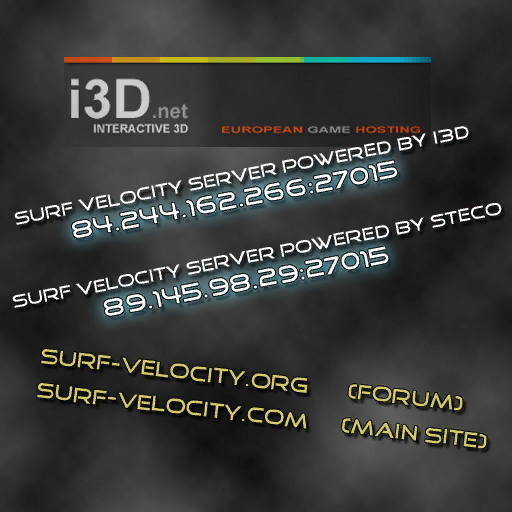 i3D.net
INTERACTIVE 3D
EUROPEAN GAME HOSTING
SURF VELOCITY SERVER POWERED BY I3D
84.244.162.266:27015
SURF VELOCITY SERVER POWERED BY STECO
89.145.98.29:27015
SURF-VELOCITY.ORG (FORUM)
SURF-VELOCITY.COM (MAIN SITE)